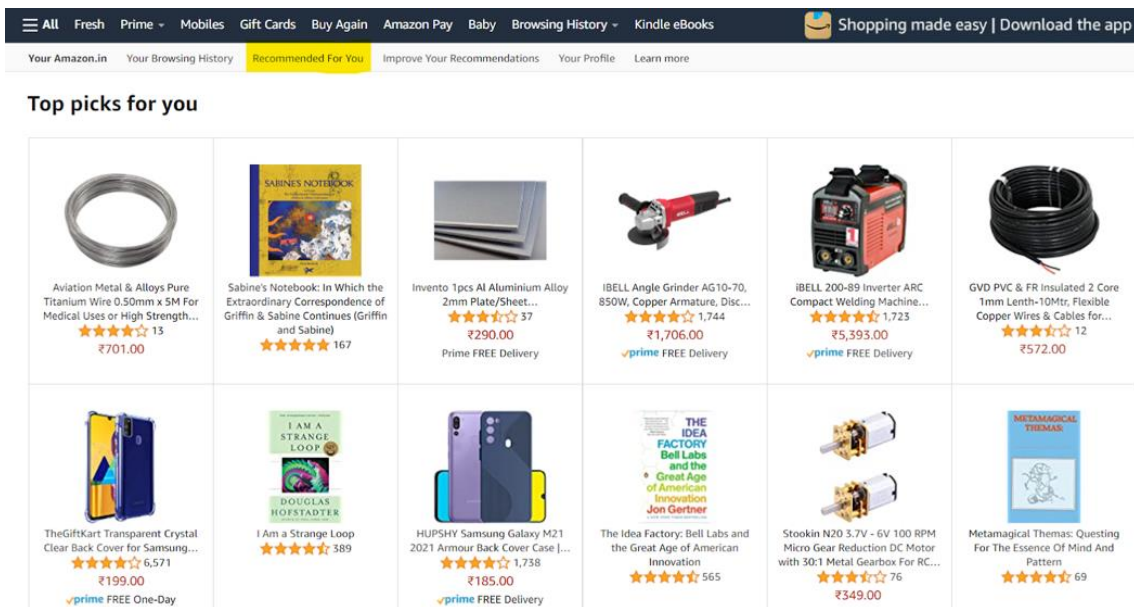 All Fresh Prime Mobiles Gift Cards Buy Again Amazon Pay Baby Browsing History Kindle eBooks Shopping made easy | Download the app
Your Amazon.in Your Browsing History Recommended For You Improve Your Recommendations Your Profile Learn more
Top picks for you
SABINE'S NOTEBOOK
Aviation Metal & Alloys Pure
Titanium Wire 0.50mm x 5M For
Medical Uses or High Strength...
13
₹701.00
Sabine's Notebook: In Which the
Extraordinary Correspondence of
Griffin & Sabine Continues (Griffin
and Sabine)
167
Invento 1pcs Al Aluminium Alloy
2mm Plate/Sheet...
37
₹290.00
Prime FREE Delivery
IBELL Angle Grinder AG10-70,
850W, Copper Armature, Disc...
1,744
₹1,706.00
prime FREE Delivery
iBELL 200-89 Inverter ARC
Compact Welding Machine...
1,723
₹5,393.00
prime FREE Delivery
GVD PVC & FR Insulated 2 Core
1mm Lenth-10Mtr, Flexible
Copper Wires & Cables for...
12
₹572.00
TheGiftKart Transparent Crystal
Clear Back Cover for Samsung...
6,571
₹199.00
prime FREE One-Day
I AM A
STRANGE
LOOP
DOUGLAS
HOFSTADTER
I Am a Strange Loop
389
HUPSHY Samsung Galaxy M21
2021 Armour Back Cover Case |...
1,738
₹185.00
prime FREE Delivery
THE
IDEA
FACTORY
Bell Labs
and the
Great Age
of American
Innovation
Jon Gertner
The Idea Factory: Bell Labs and
the Great Age of American
Innovation
565
Stookin N20 3.7V - 6V 100 RPM
Micro Gear Reduction DC Motor
with 30:1 Metal Gearbox For RC...
76
₹349.00
METAMAGICAL
THEMAS:
Metamagical Themas: Questing
For The Essence Of Mind And
Pattern
69